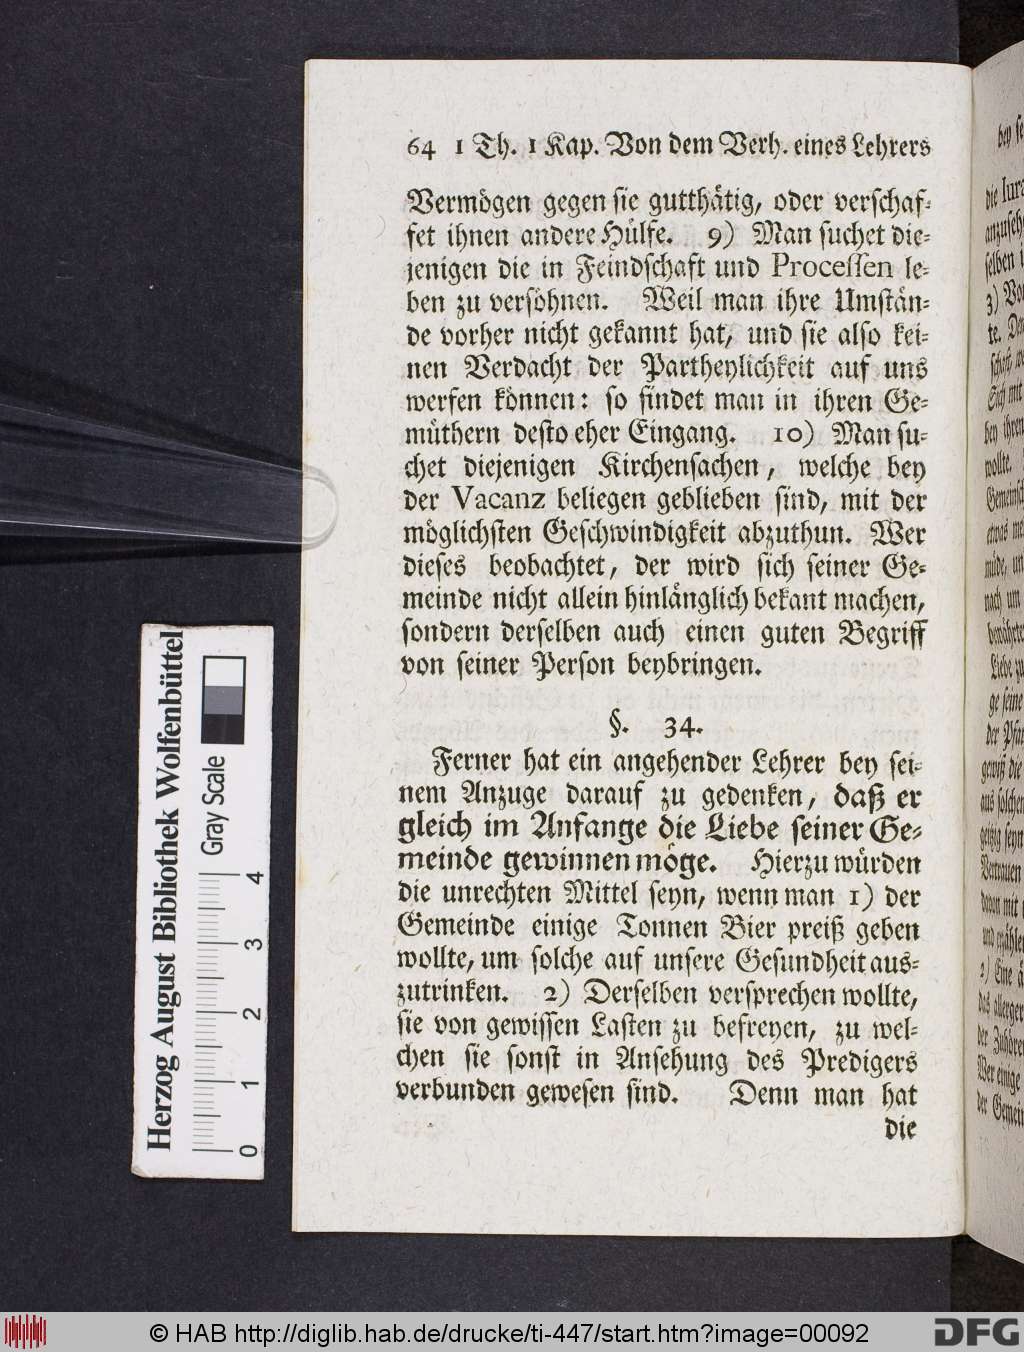 64 1 Th. 1 Kap. Von dem Verh. eines Lehrers
Vermögen gegen sie gutthätig, oder verschaf-
fet ihnen andere Hülfe. 9) Man suchet die-
jenigen die in Feindschaft und Processen le-
ben zu versöhnen. Weil man ihre Umstän-
de vorher nicht gekannt hat, und sie also kei-
nen Verdacht der Partheylichkeit auf uns
werfen können: so findet man in ihren Ge-
müthern desto eher Eingang. 10) Man su-
chet diejenigen Kirchensachen, welche bey
der Vacanz beliegen geblieben sind, mit der
möglichsten Geschwindigkeit abzuthun. Wer
dieses beobachtet, der wird sich seiner Ge-
meinde nicht allein hinlänglich bekant machen,
sondern derselben auch einen guten Begriff
von seiner Person beybringen.
§. 34.
Ferner hat ein angehender Lehrer bey sei-
nem Anzuge darauf zu gedenken, daß er
gleich im Anfange die Liebe seiner Ge-
meinde gewinnen möge. Hierzu würden
die unrechten Mittel seyn, wenn man 1) der
Gemeinde einige Tonnen Bier preiß geben
wollte, um solche auf unsere Gesundheit aus-
zutrinken. 2) Derselben versprechen wollte,
sie von gewissen Lasten zu befreyen, zu wel-
chen sie sonst in Ansehung des Predigers
verbunden gewesen sind. Denn man hat
die
Herzog August Bibliothek Wolfenbüttel
Gray Scale
0 1 2 3 4
© HAB http://diglib.hab.de/drucke/ti-447/start.htm?image=00092
DFG